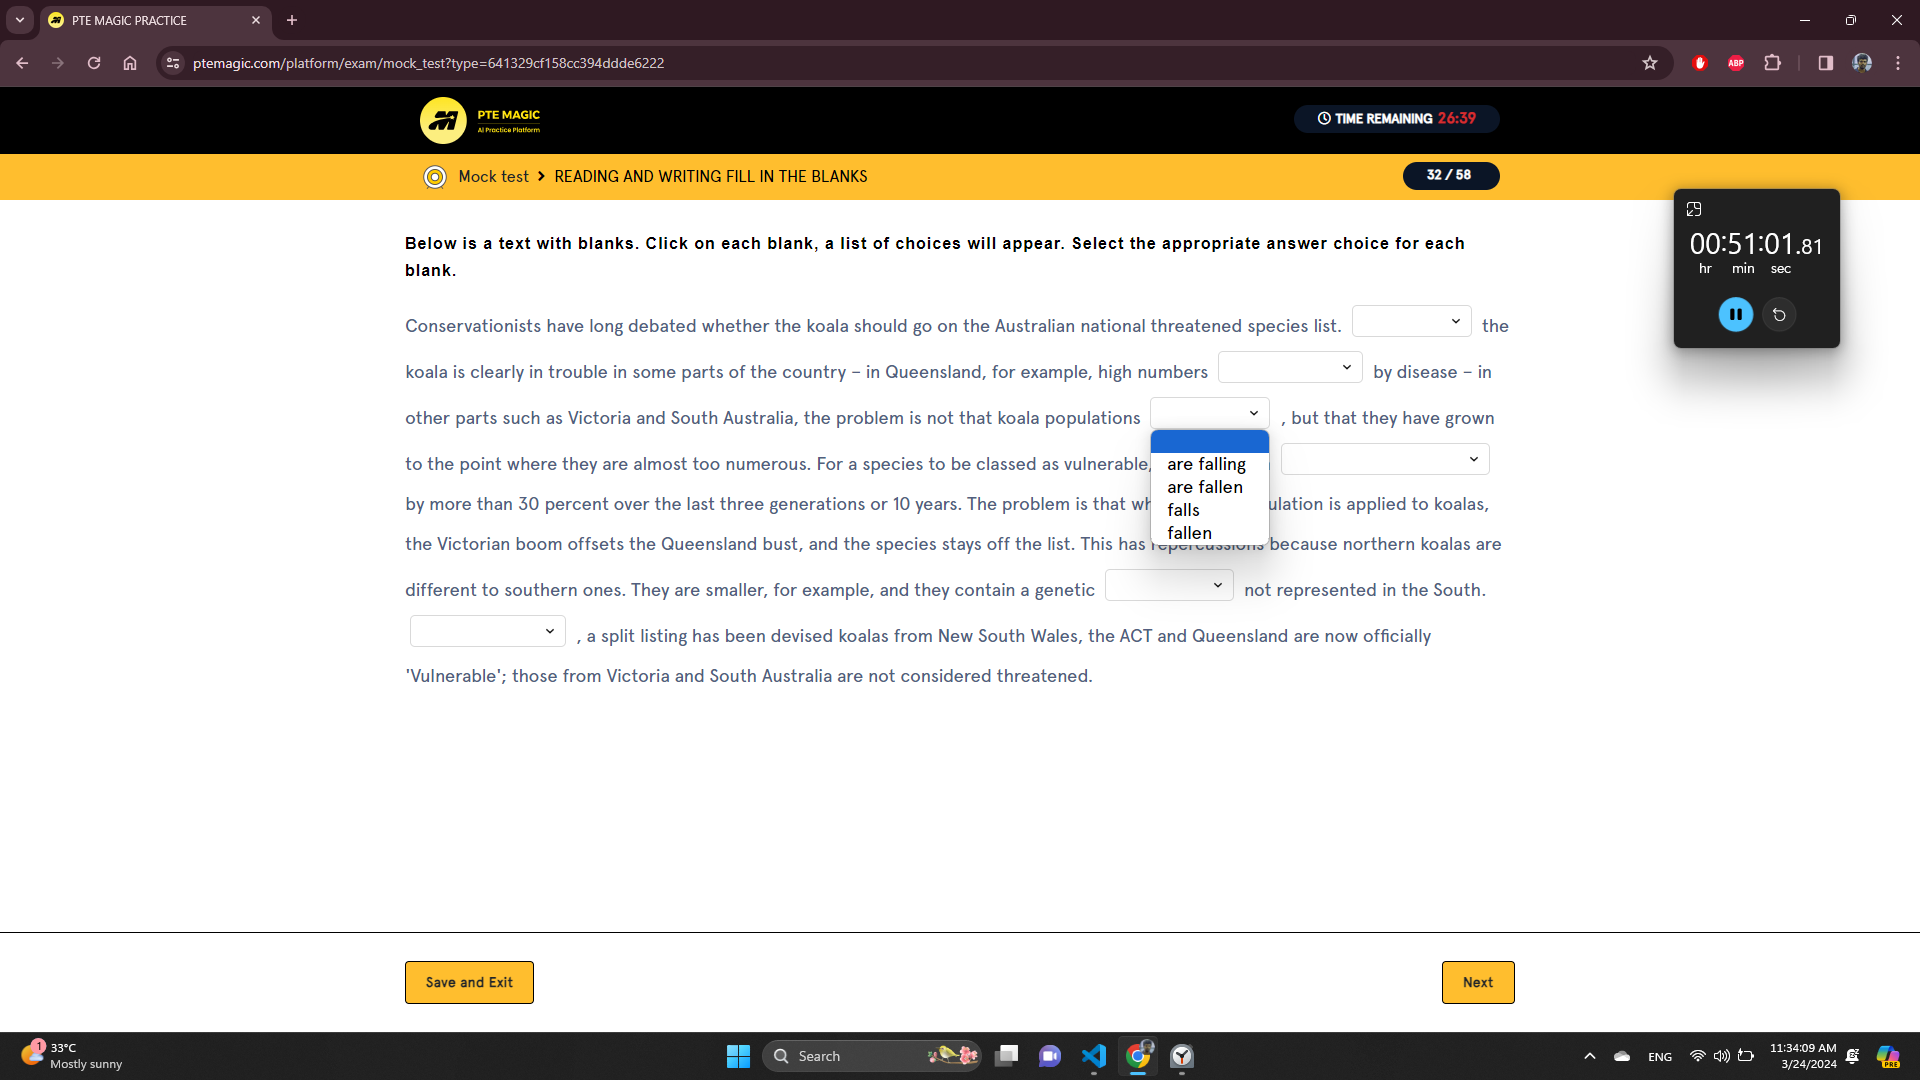 PTE MAGIC PRACTICE
ptemagic.com/platform/exam/mock_test?type=641329cf158cc394ddde6222
ABP
PTE MAGIC
AI Practice Platform
TIME REMAINING 26:39
Mock test > READING AND WRITING FILL IN THE BLANKS
32 / 58
00:51:01.81
hr min sec
Below is a text with blanks. Click on each blank, a list of choices will appear. Select the appropriate answer choice for each
blank.
Conservationists have long debated whether the koala should go on the Australian national threatened species list. the
koala is clearly in trouble in some parts of the country – in Queensland, for example, high numbers by disease – in
other parts such as Victoria and South Australia, the problem is not that koala populations , but that they have grown
to the point where they are almost too numerous. For a species to be classed as vulnerable,
by more than 30 percent over the last three generations or 10 years. The problem is that wh ulation is applied to koalas,
the Victorian boom offsets the Queensland bust, and the species stays off the list. This has repercussions because northern koalas are
different to southern ones. They are smaller, for example, and they contain a genetic not represented in the South.
, a split listing has been devised koalas from New South Wales, the ACT and Queensland are now officially
'Vulnerable'; those from Victoria and South Australia are not considered threatened.
are falling
are fallen
falls
fallen
Save and Exit
Next
1
33°C
Mostly sunny
Search
ENG
11:34:09 AM
3/24/2024
PRE